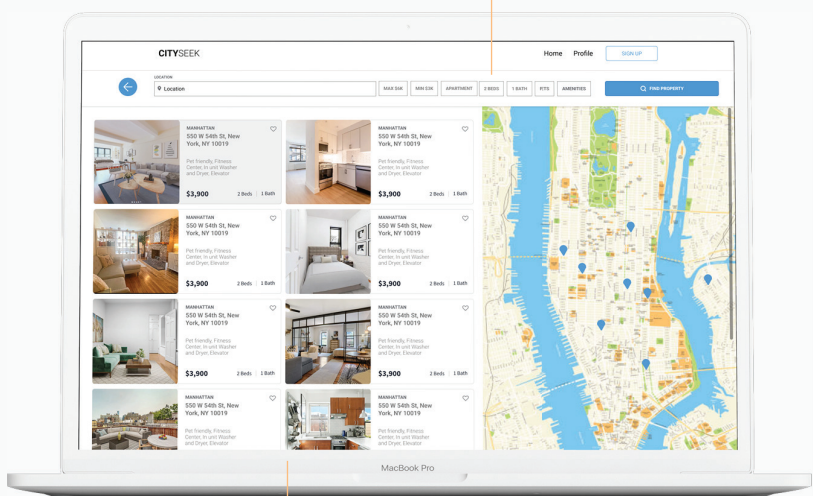 CITYSEEK
Home Profile SIGN UP
LOCATION
Location
MAX $6K MIN $3K APARTMENT 2 BEDS 1 BATH PETS AMENITIES FIND PROPERTY
MANHATTAN
550 W 54th St, New
York, NY 10019
Pet friendly, Fitness
Center, In unit Washer
and Dryer, Elevator
$3,900 2 Beds 1 Bath
MANHATTAN
550 W 54th St, New
York, NY 10019
Pet friendly, Fitness
Center, In unit Washer
and Dryer, Elevator
$3,900 2 Beds 1 Bath
MANHATTAN
550 W 54th St, New
York, NY 10019
Pet friendly, Fitness
Center, In unit Washer
and Dryer, Elevator
$3,900 2 Beds 1 Bath
MANHATTAN
550 W 54th St, New
York, NY 10019
Pet friendly, Fitness
Center, In unit Washer
and Dryer, Elevator
$3,900 2 Beds 1 Bath
MANHATTAN
550 W 54th St, New
York, NY 10019
Pet friendly, Fitness
Center, In unit Washer
and Dryer, Elevator
$3,900 2 Beds 1 Bath
MANHATTAN
550 W 54th St, New
York, NY 10019
Pet friendly, Fitness
Center, In unit Washer
and Dryer, Elevator
$3,900 2 Beds 1 Bath
MANHATTAN
550 W 54th St, New
York, NY 10019
Pet friendly, Fitness
Center, In unit Washer
and Dryer, Elevator
MANHATTAN
550 W 54th St, New
York, NY 10019
Pet friendly, Fitness
Center, In unit Washer
and Dryer, Elevator
MacBook Pro